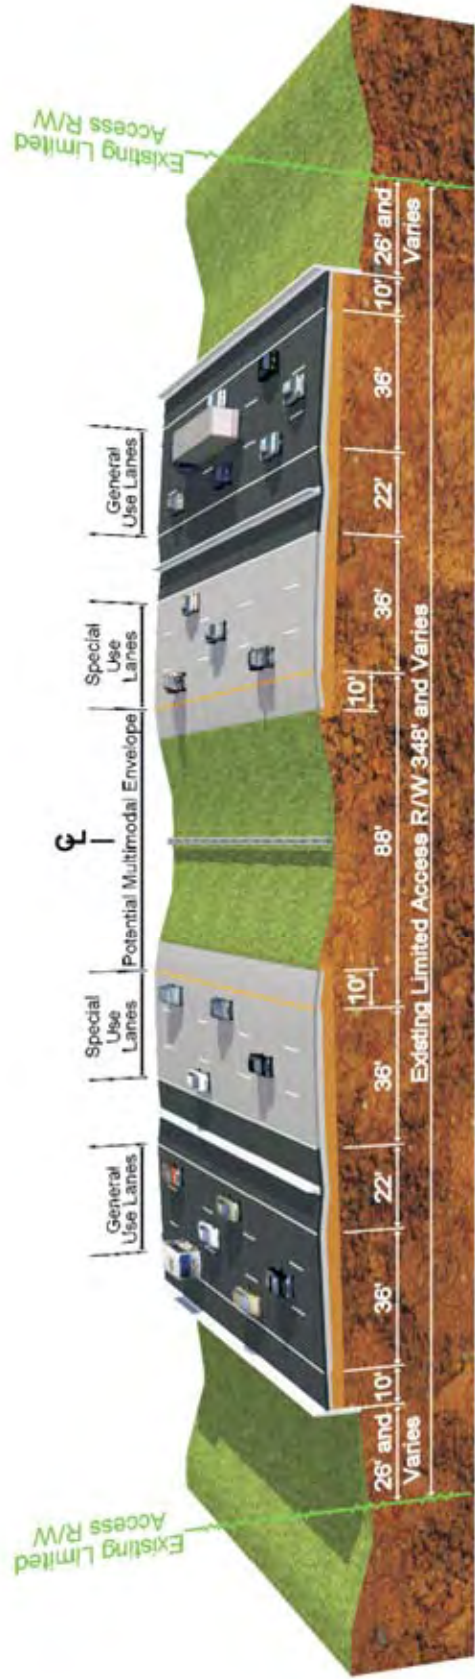 Existing Limited
Access R/W
General
Use Lanes
Special
Use
Lanes
Potential Multimodal Envelope
℄
Special
Use
Lanes
General
Use Lanes
Existing Limited
Access R/W
26' and
Varies
10'
36'
22'
36'
10'
88'
10'
36'
22'
36'
10'
26' and
Varies
Existing Limited Access R/W 348' and Varies